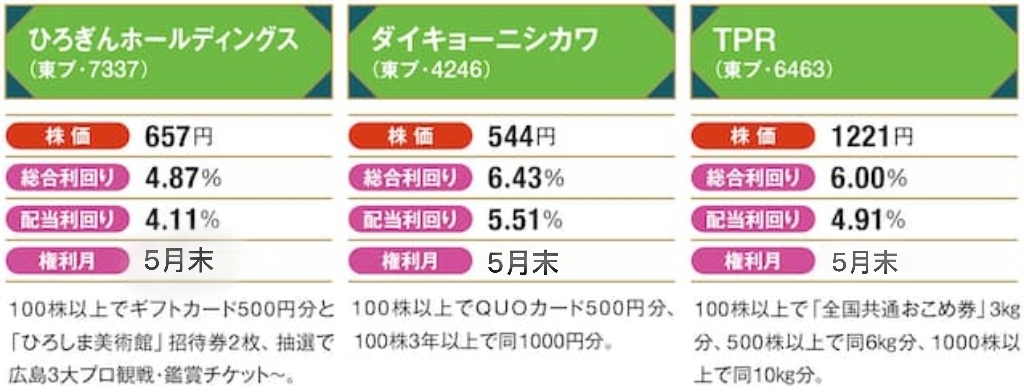 ひろぎんホールディングス
（東プ・7337）
株価 657円
総合利回り 4.87%
配当利回り 4.11%
権利月 5月末
100株以上でギフトカード500円分と
「ひろしま美術館」招待券2枚、抽選で
広島3大プロ観戦・鑑賞チケット〜。
ダイキョーニシカワ
（東プ・4246）
株価 544円
総合利回り 6.43%
配当利回り 5.51%
権利月 5月末
100株以上でQUOカード500円分、
100株3年以上で同1000円分。
TPR
（東プ・6463）
株価 1221円
総合利回り 6.00%
配当利回り 4.91%
権利月 5月末
100株以上で「全国共通おこめ券」3kg
分、500株以上で同6kg分、1000株以
上で同10kg分。